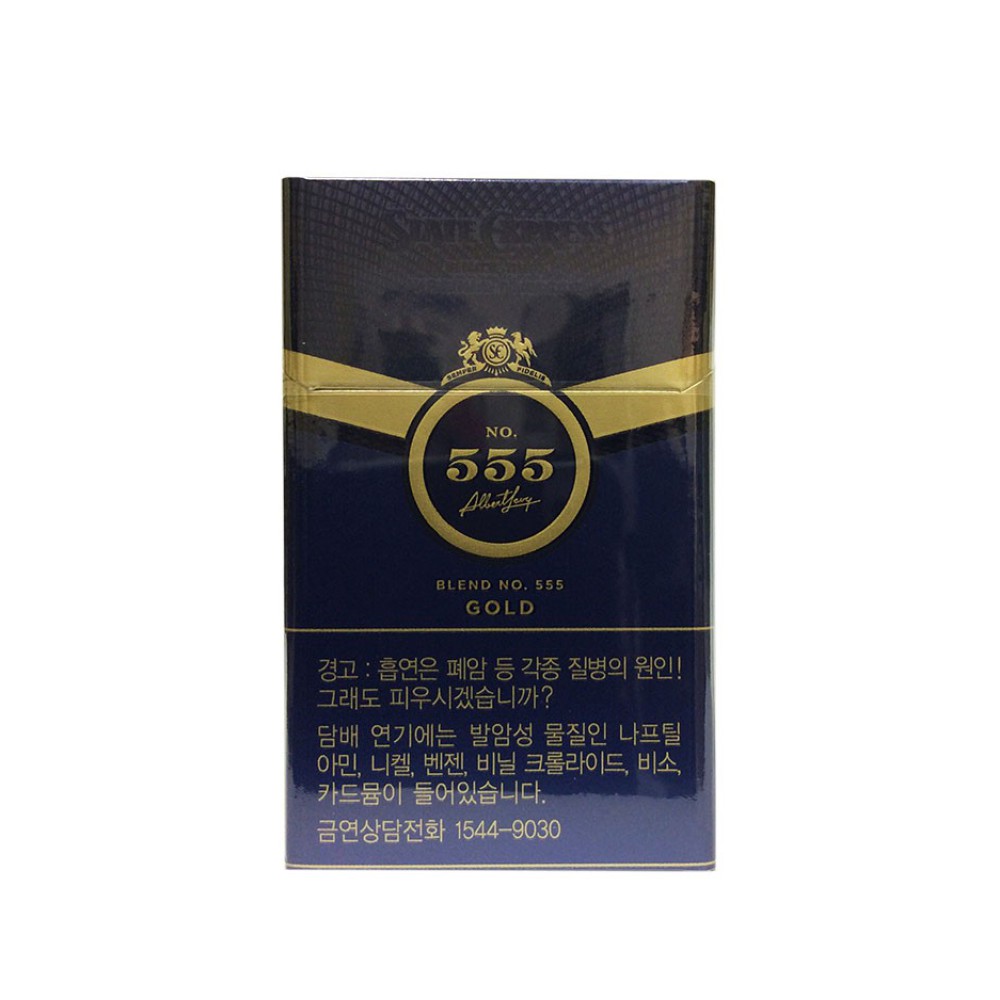 STATE EXPRESS
SE
SEMPER FIDELIS
NO.
555
Albert Levy
BLEND NO. 555
GOLD
경고 : 흡연은 폐암 등 각종 질병의 원인!
그래도 피우시겠습니까?
담배 연기에는 발암성 물질인 나프틸
아민, 니켈, 벤젠, 비닐 크롤라이드, 비소,
카드뮴이 들어있습니다.
금연상담전화 1544-9030